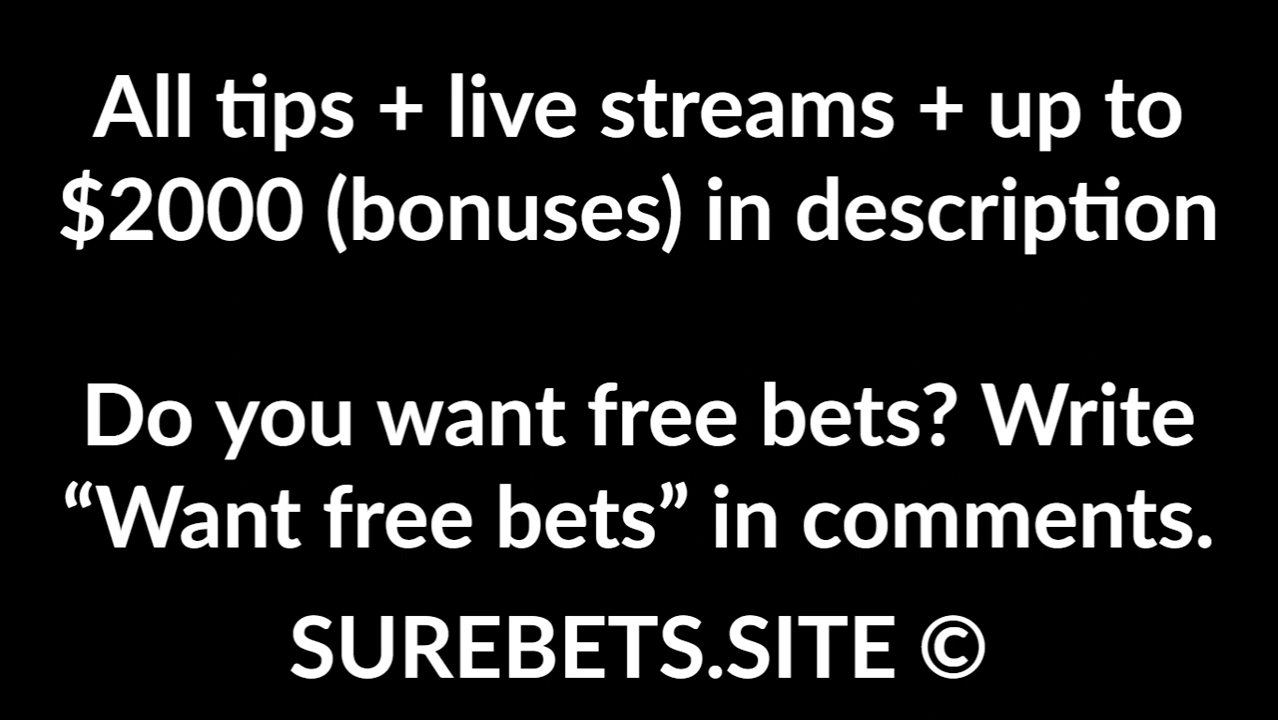 All tips + live streams + up to
$2000 (bonuses) in description
Do you want free bets? Write
“Want free bets” in comments.
SUREBETS.SITE ©